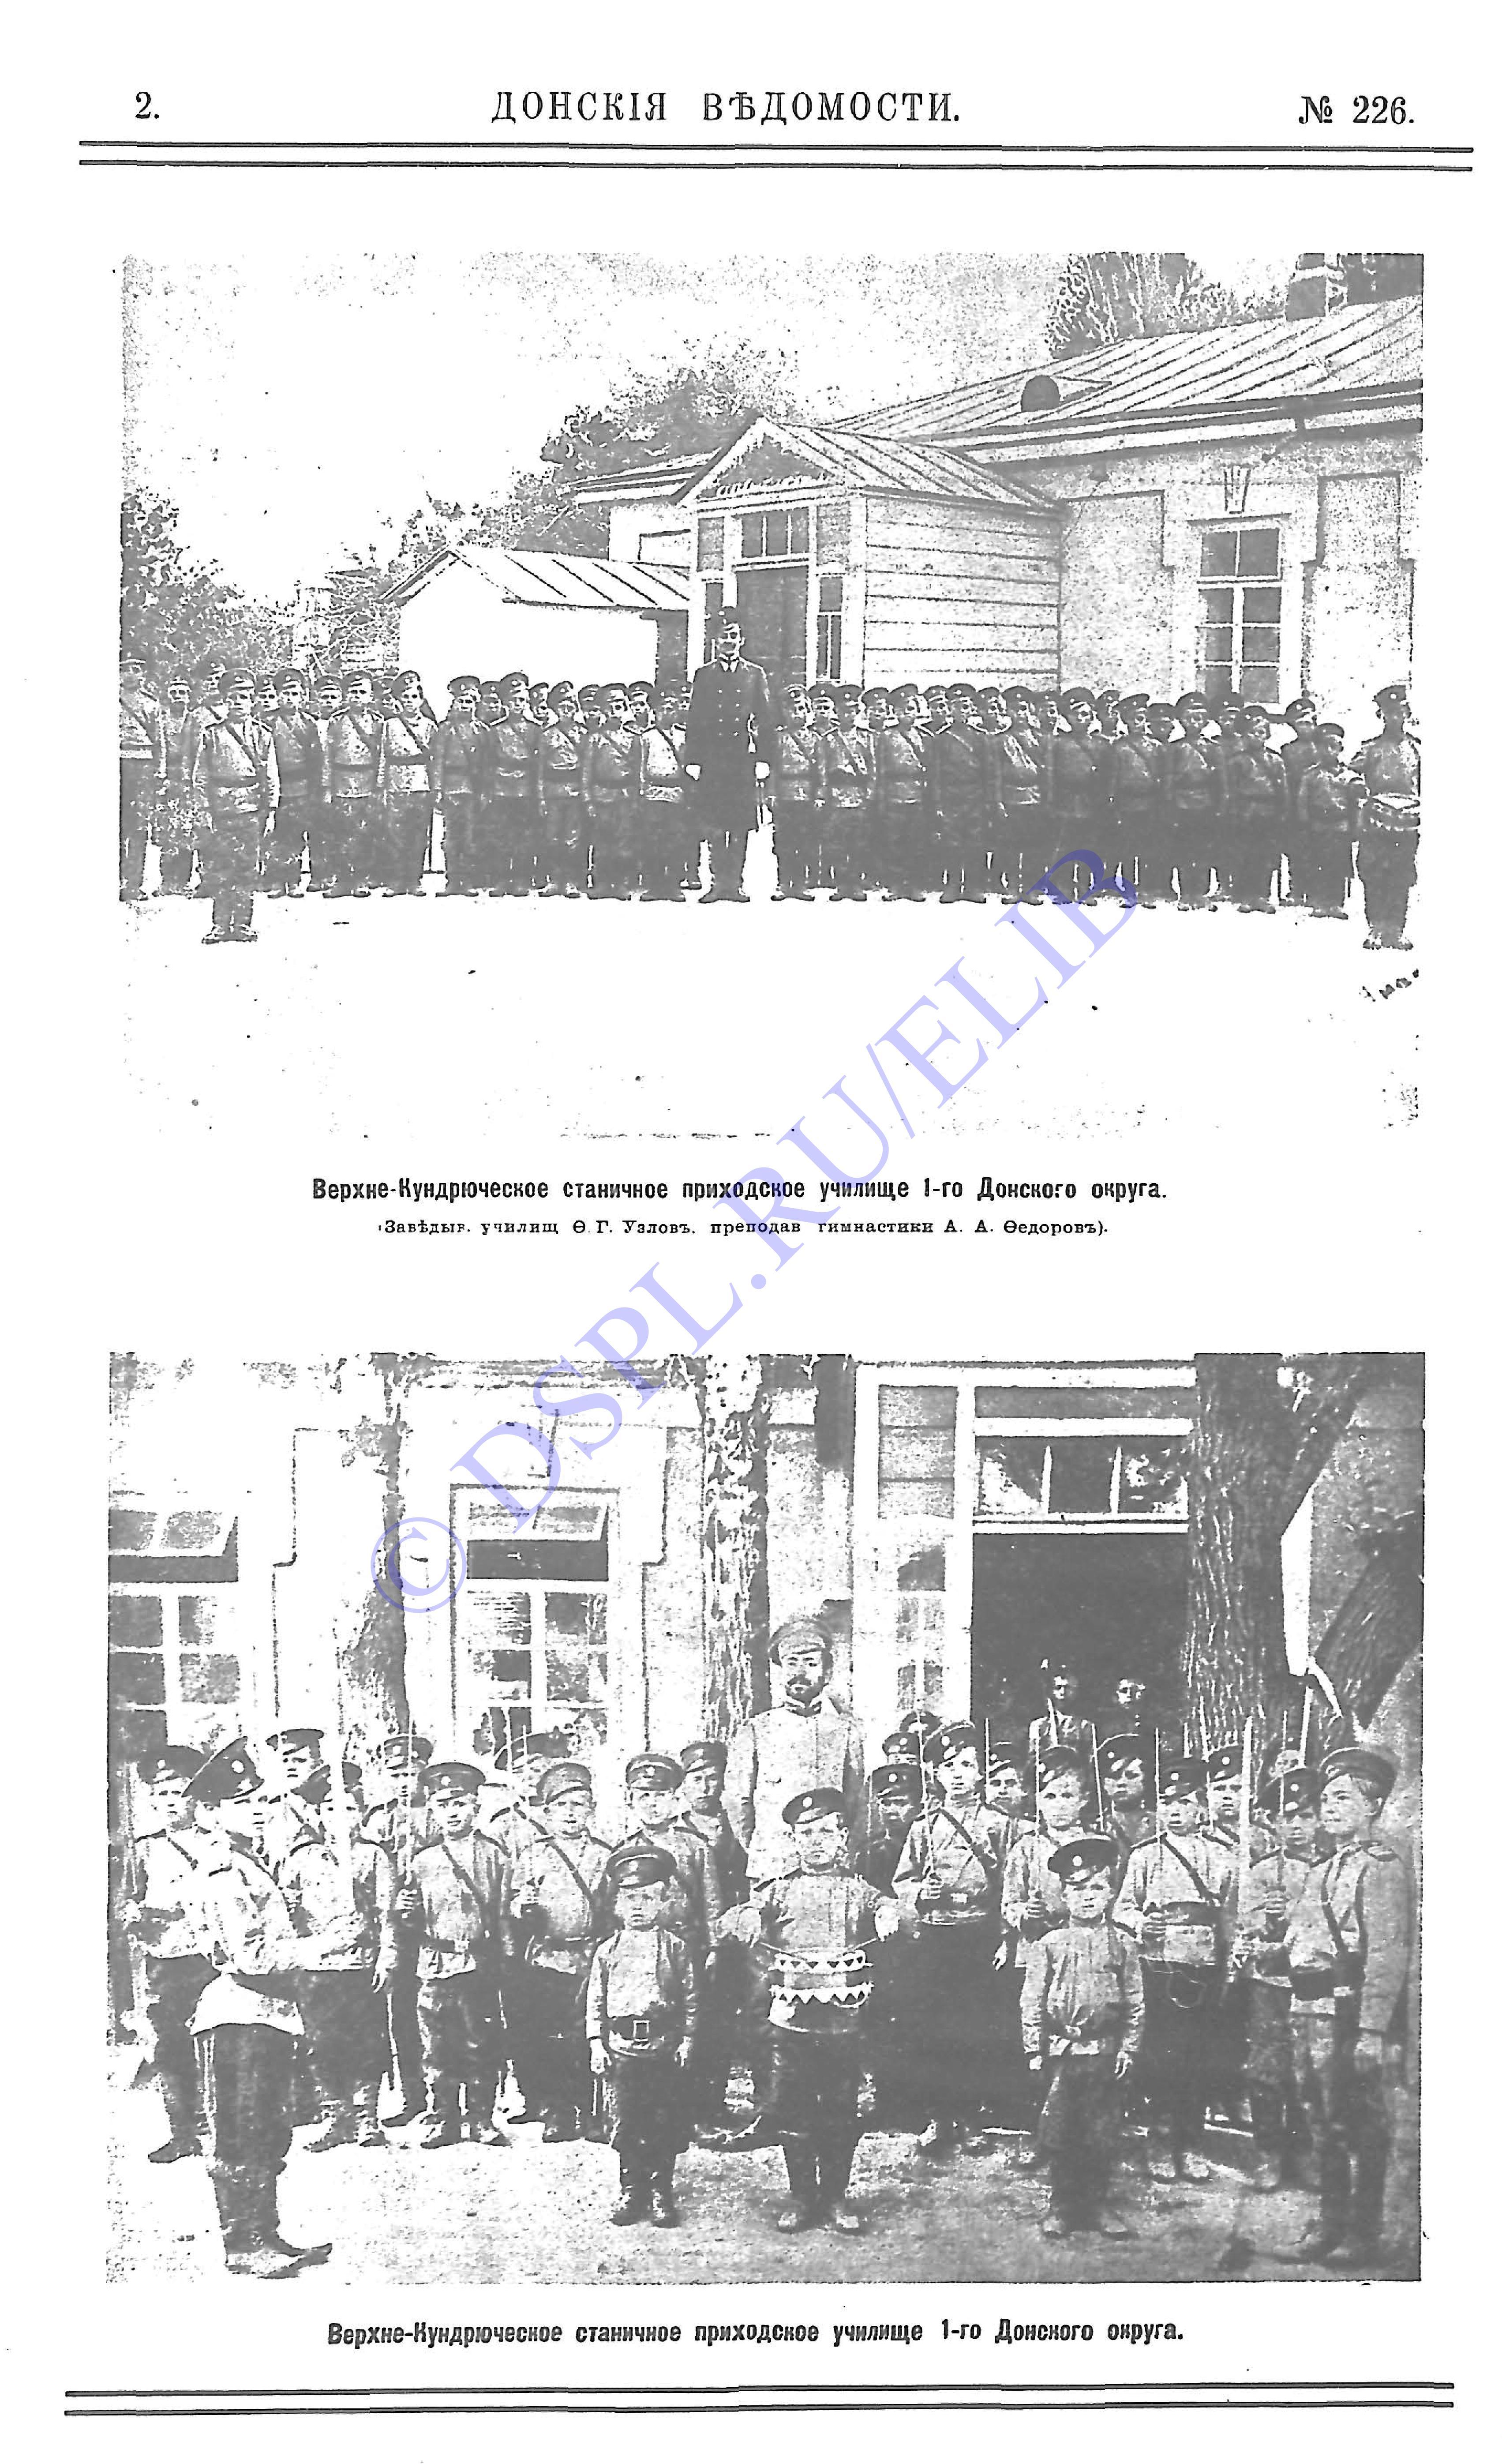 2.
ДОНСКІЯ ВѢДОМОСТИ.
№ 226.
Верхне-Кундрюческое станичное приходское училище 1-го Донского округа.
(Завѣдыв. училищ Ѳ. Г. Узловъ. преподав гимнастики А. А. Ѳедоровъ).
Верхне-Кундрюческое станичное приходское училище 1-го Донского округа.
© DSPL.RU/ELIB